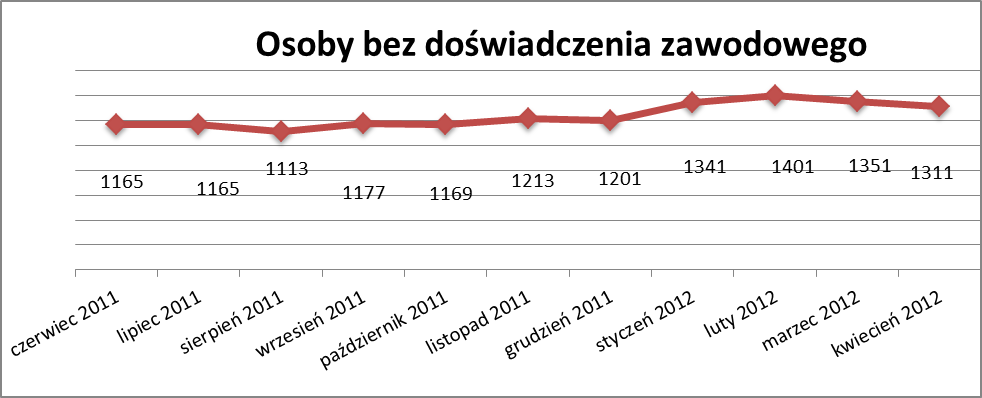 Osoby bez doświadczenia zawodowego
1165
1165
1113
1177
1169
1213
1201
1341
1401
1351
1311
czerwiec 2011
lipiec 2011
sierpień 2011
wrzesień 2011
październik 2011
listopad 2011
grudzień 2011
styczeń 2012
luty 2012
marzec 2012
kwiecień 2012